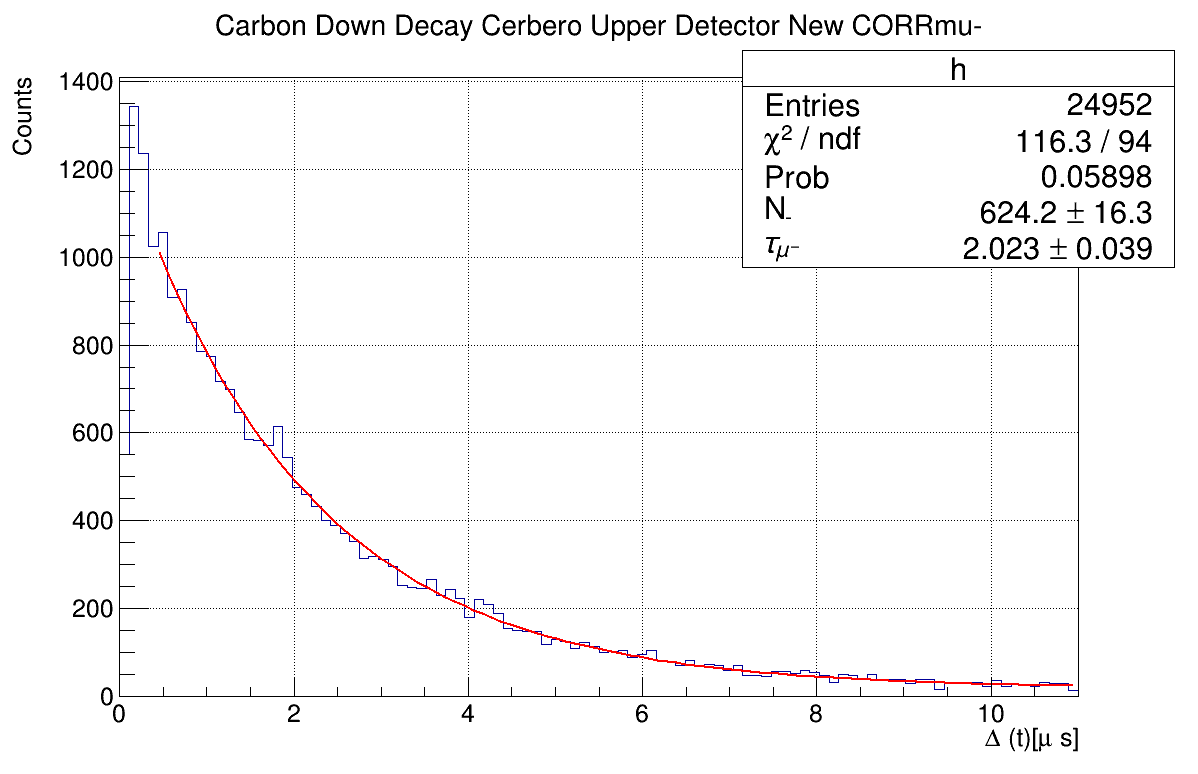 Carbon Down Decay Cerbero Upper Detector New CORRmu-
h
Entries 24952
χ² / ndf 116.3 / 94
Prob 0.05898
N₋ 624.2 ± 16.3
τμ⁻ 2.023 ± 0.039
Counts
1400
1200
1000
800
600
400
200
0
0 2 4 6 8 10
Δ (t)[μ s]